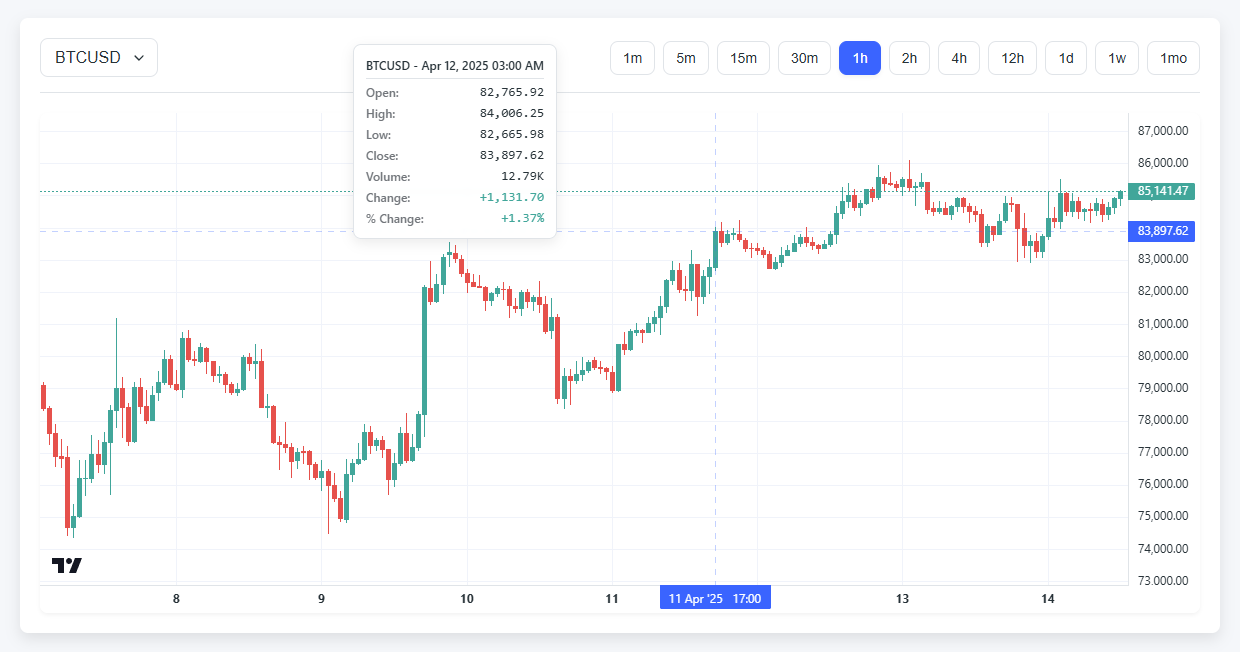 BTCUSD
1m 5m 15m 30m 1h 2h 4h 12h 1d 1w 1mo
BTCUSD - Apr 12, 2025 03:00 AM
Open: 82,765.92
High: 84,006.25
Low: 82,665.98
Close: 83,897.62
Volume: 12.79K
Change: +1,131.70
% Change: +1.37%
87,000.00
86,000.00
85,141.47
83,897.62
83,000.00
82,000.00
81,000.00
80,000.00
79,000.00
78,000.00
77,000.00
76,000.00
75,000.00
74,000.00
73,000.00
8 9 10 11 11 Apr '25 17:00 13 14